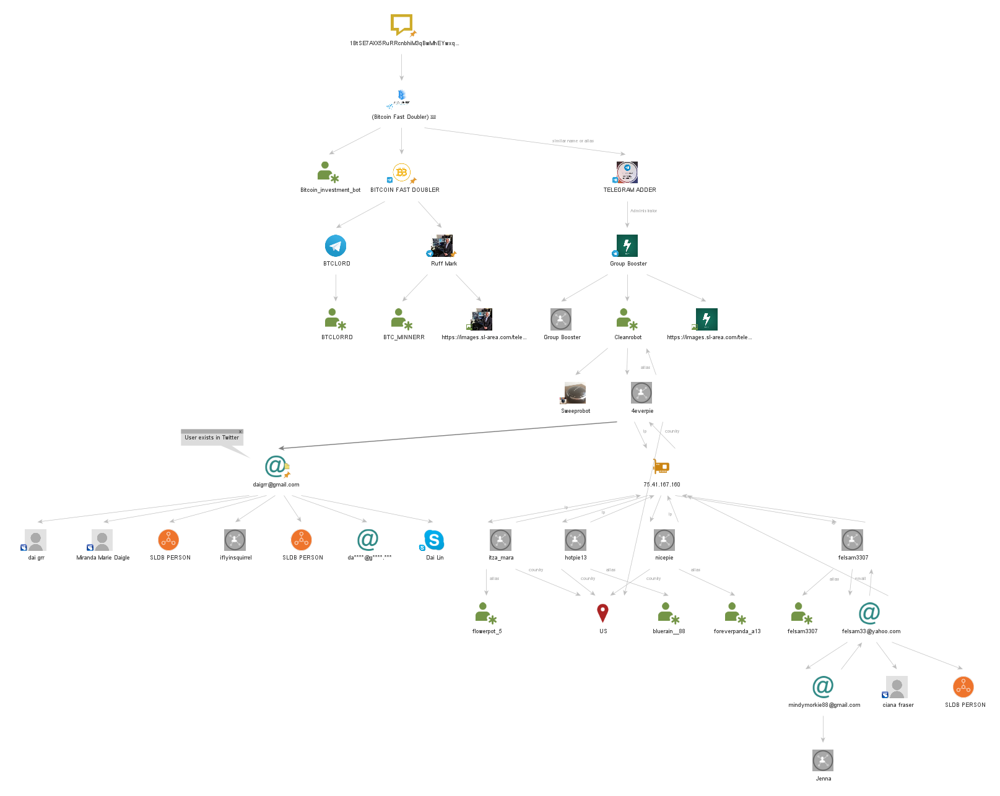 1BtSE7AXX5RuRRcnbhiM3qBwMhEYwxq...
(Bitcoin Fast Doubler)
similar name or alias
Bitcoin_investment_bot
BITCOIN FAST DOUBLER
TELEGRAM ADDER
Administrator
BTCLORD
Ruff Mark
Group Booster
BTCLORRD
BTC_MINNERR
https://images.sl-area.com/tele...
Group Booster
Cleanrobot
https://images.sl-area.com/tele...
alias
Sweeprobot
4everpie
ip
country
x
User exists in Twitter
daigrr@gmail.com
75.41.167.160
ip
ip
ip
ip
dai grr
Miranda Marie Daigle
SLDB PERSON
iflyinsquirrel
SLDB PERSON
da****@g****.***
Dai Lin
itza_mara
hotpie13
nicepie
felsam3307
country
alias
alias
alias
country
country
alias
email
flowerpot_5
US
bluerain__88
foreverpanda_a13
felsam3307
felsam33@yahoo.com
mindymorkie88@gmail.com
ciana fraser
SLDB PERSON
Jenna